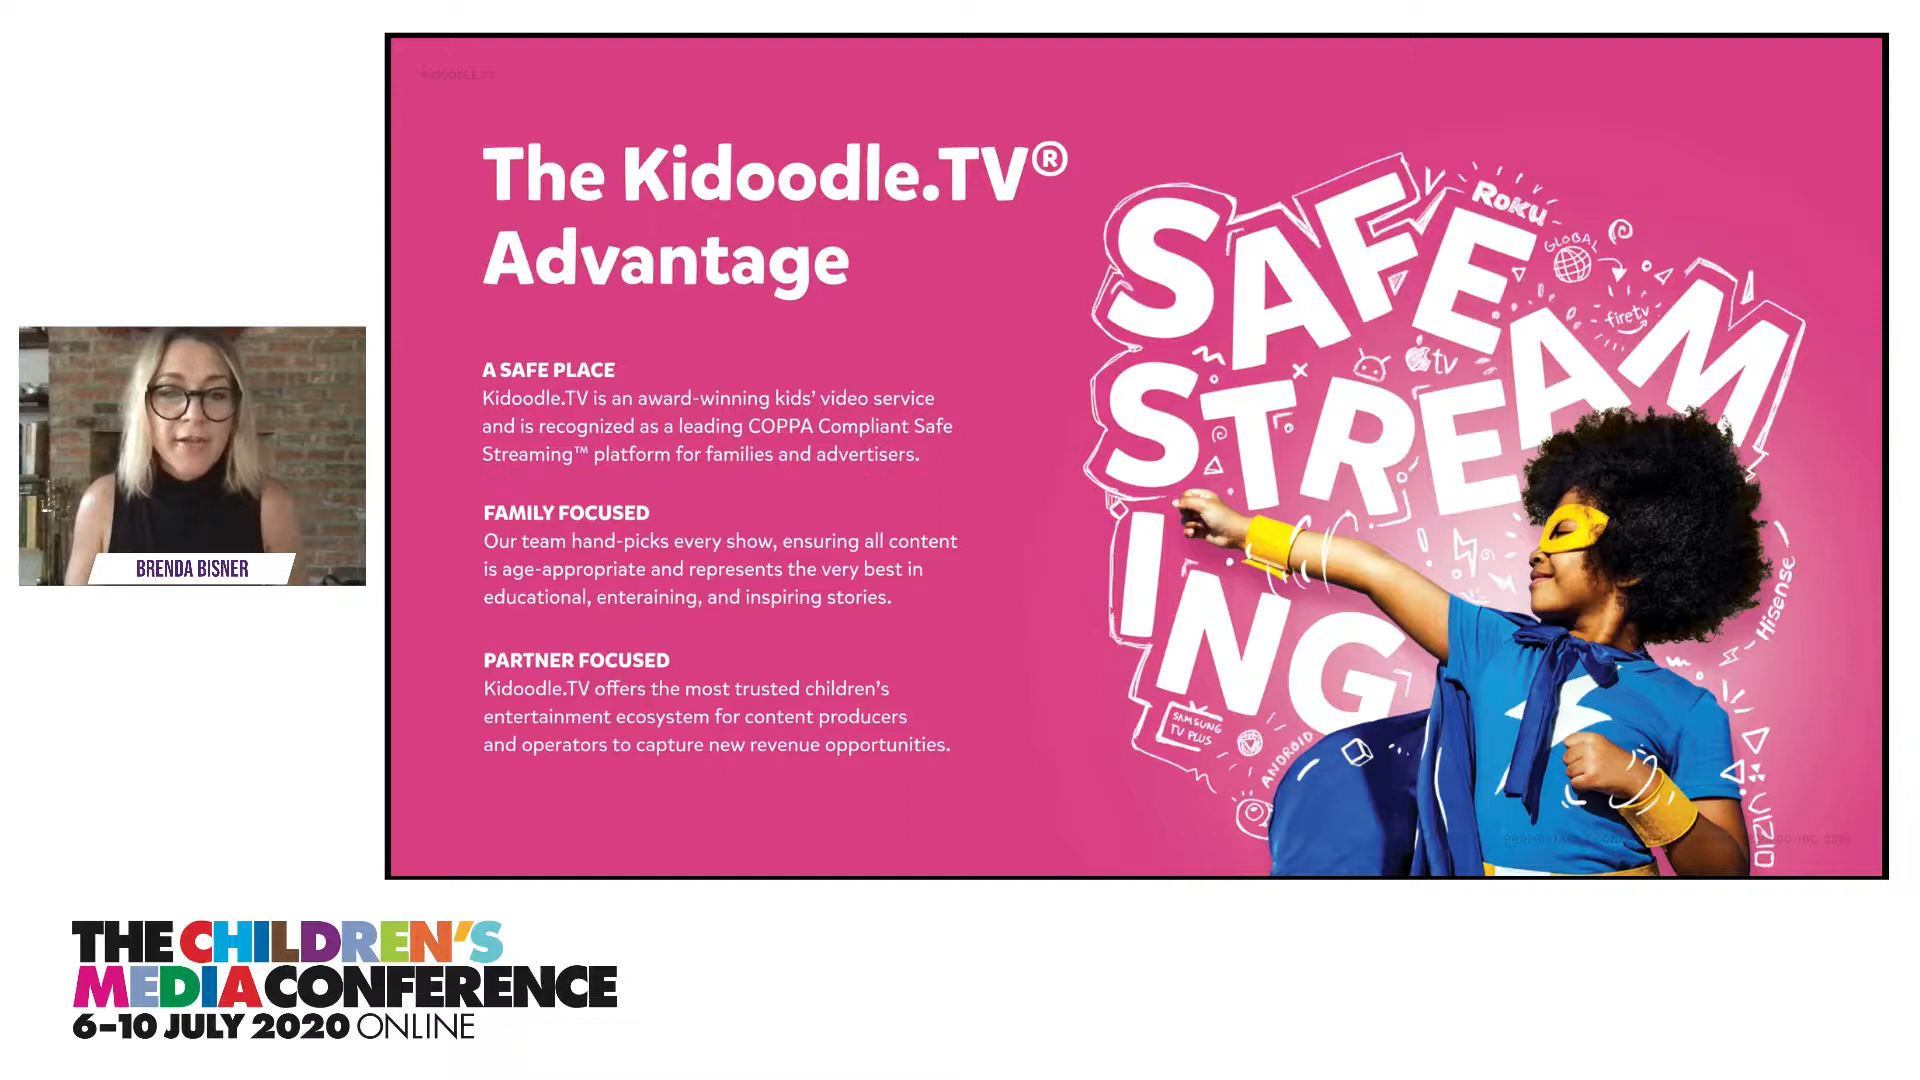 KIDOODLE.TV
The Kidoodle.TV®
Advantage
A SAFE PLACE
Kidoodle.TV is an award-winning kids’ video service
and is recognized as a leading COPPA Compliant Safe
Streaming™ platform for families and advertisers.
FAMILY FOCUSED
Our team hand-picks every show, ensuring all content
is age-appropriate and represents the very best in
educational, enteraining, and inspiring stories.
PARTNER FOCUSED
Kidoodle.TV offers the most trusted children’s
entertainment ecosystem for content producers
and operators to capture new revenue opportunities.
SAFE
STREAM
ING
ROKU
GLOBAL
firetv
tv
Hisense
SAMSUNG
TV PLUS
ANDROID
VIZIO
BRENDA BISNER
THE CHILDREN'S
MEDIA CONFERENCE
6-10 JULY 2020 ONLINE